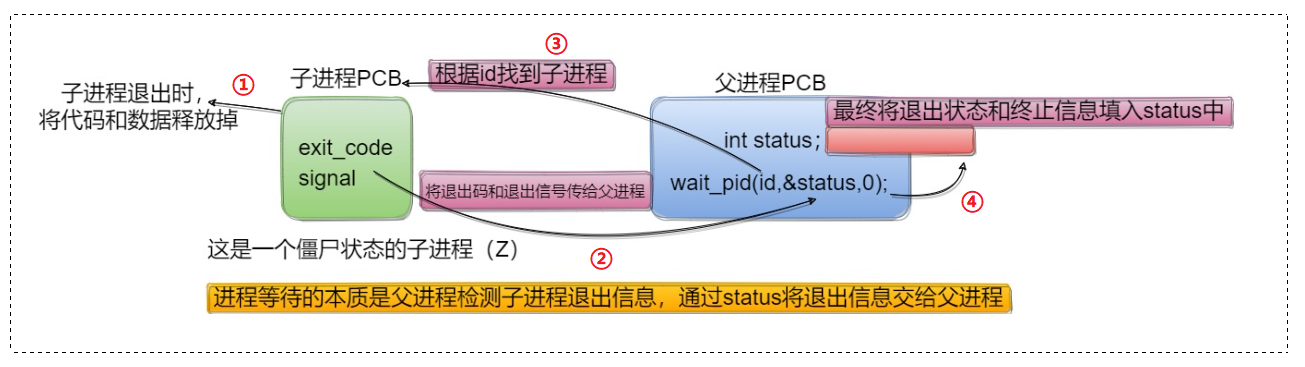 ③
子进程PCB
根据id找到子进程
父进程PCB
①
子进程退出时，
将代码和数据释放掉
最终将退出状态和终止信息填入status中
exit_code
signal
int status；
将退出码和退出信号传给父进程
wait_pid(id,&status,0);
④
这是一个僵尸状态的子进程（Z）
②
进程等待的本质是父进程检测子进程退出信息，通过status将退出信息交给父进程